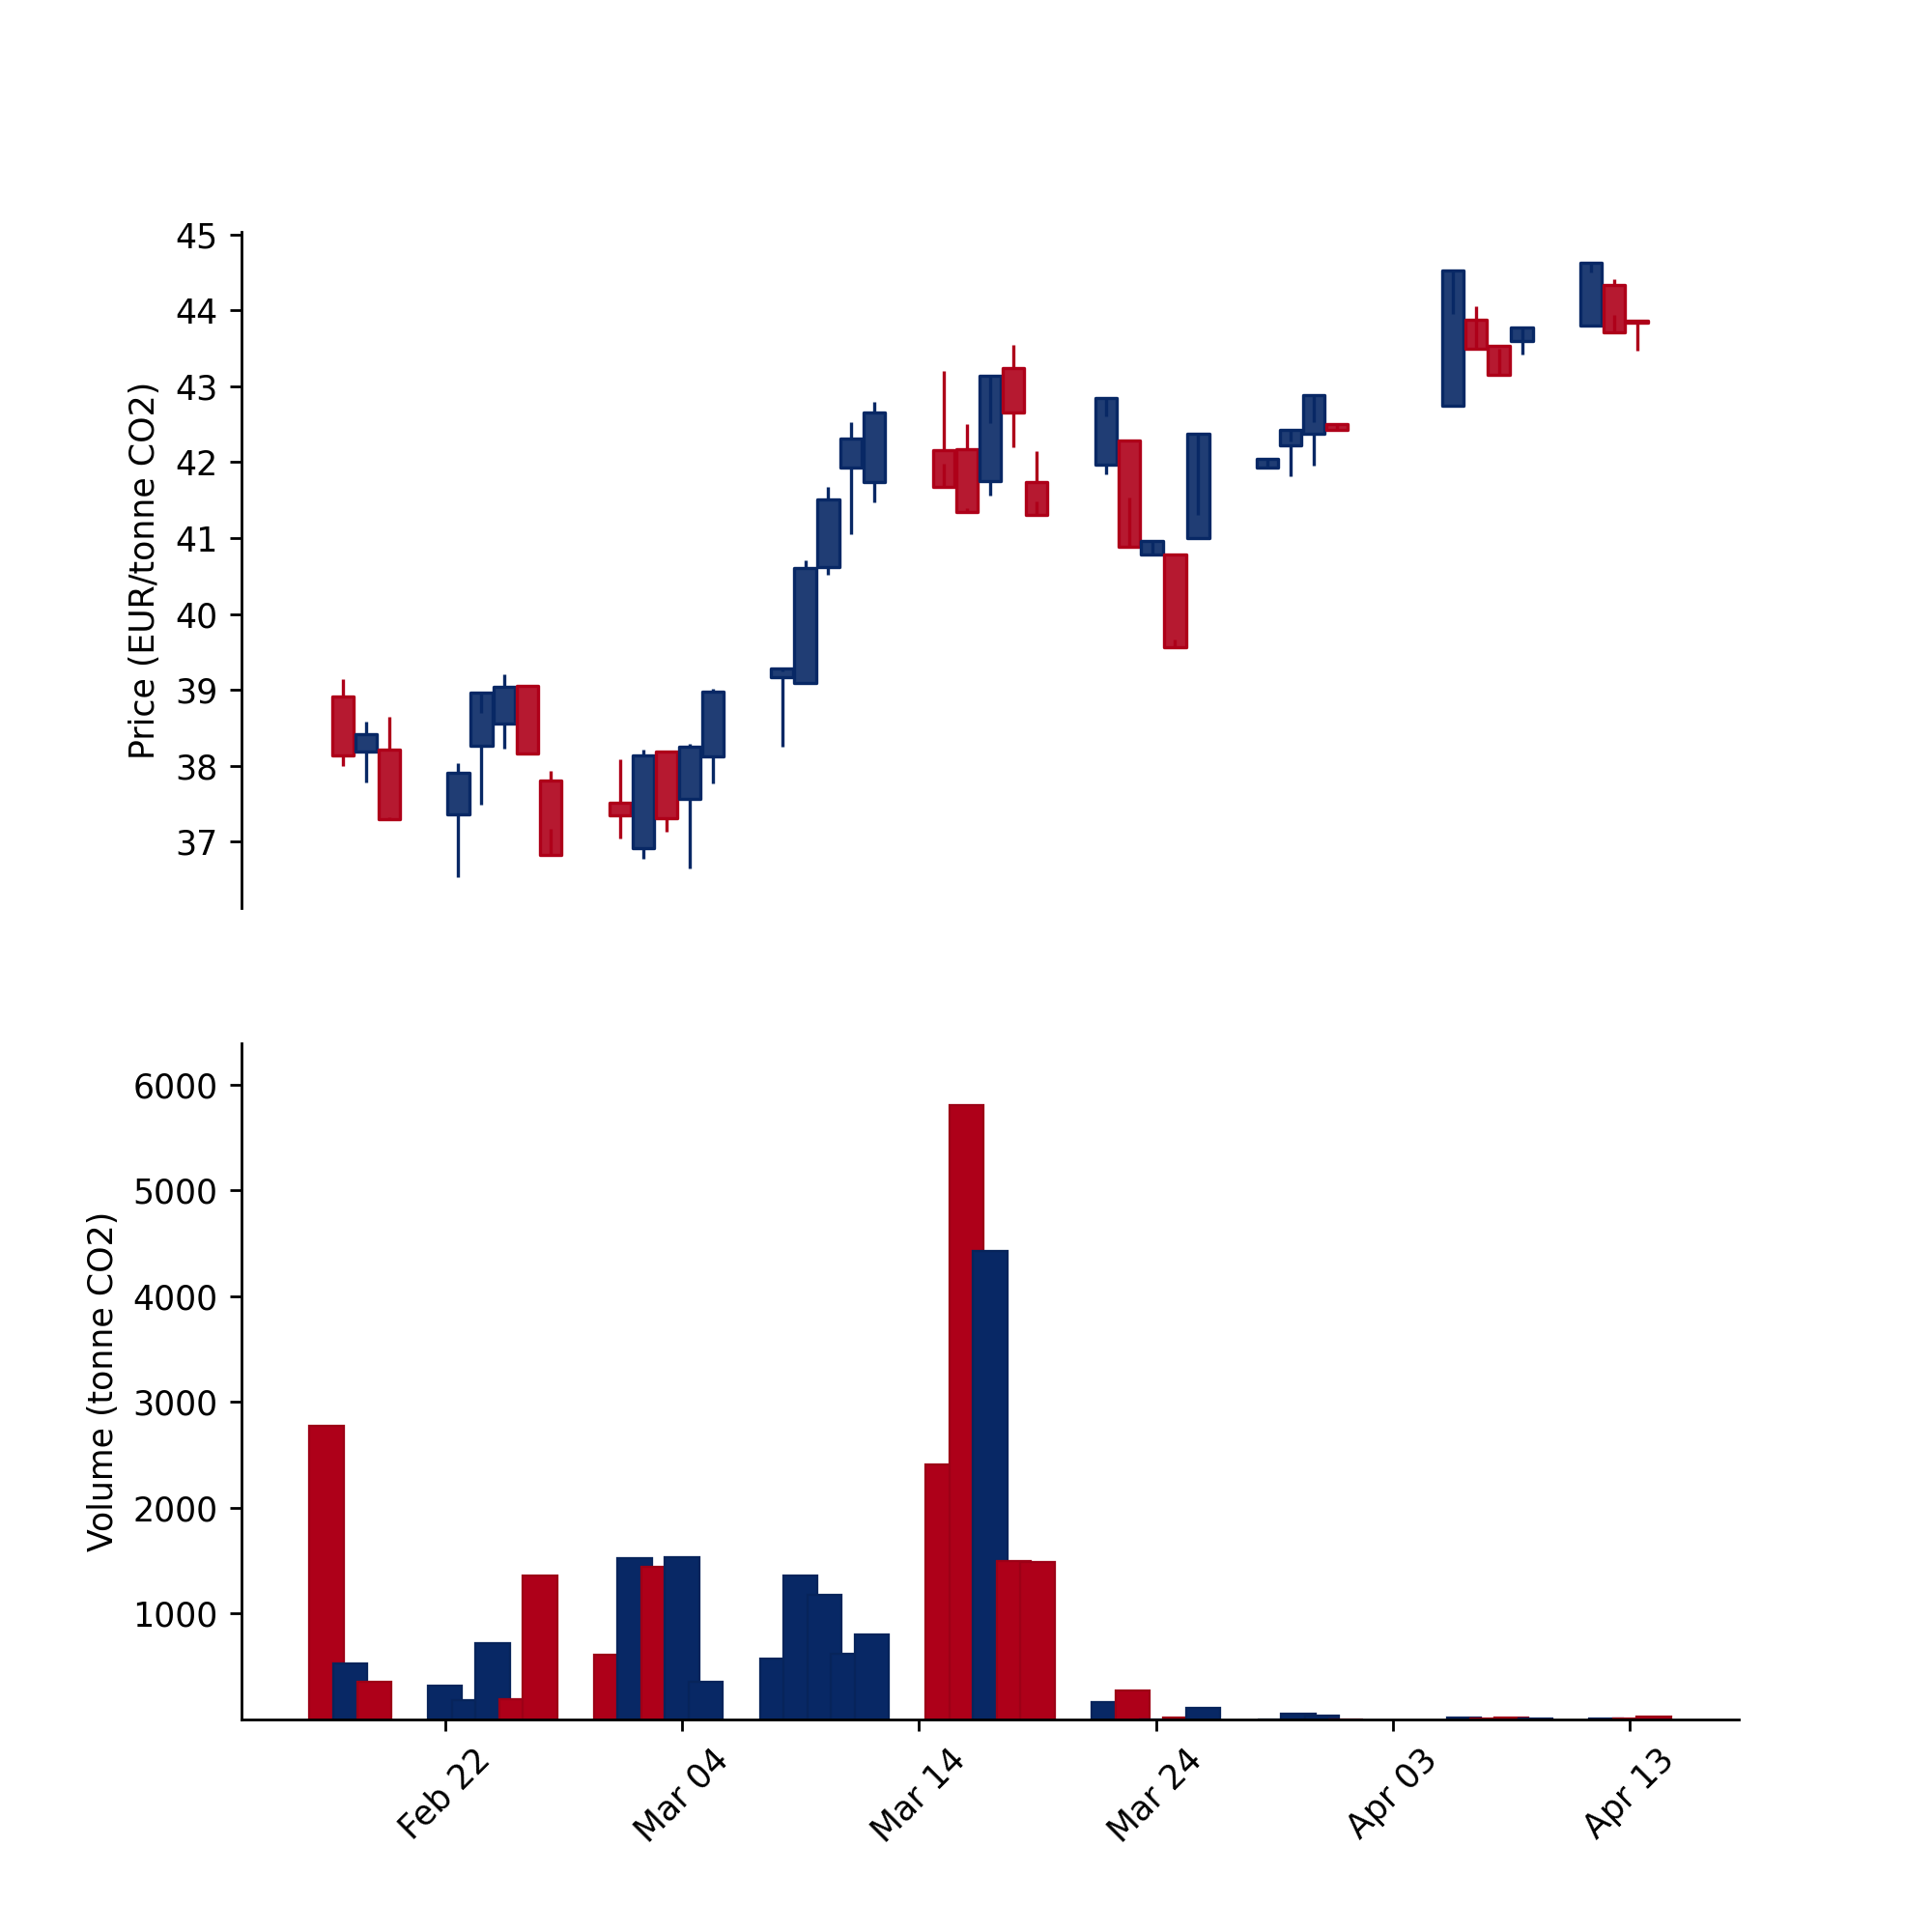 45
44
43
42
41
40
39
38
37
Price (EUR/tonne CO2)
6000
5000
4000
3000
2000
1000
Volume (tonne CO2)
Feb 22
Mar 04
Mar 14
Mar 24
Apr 03
Apr 13